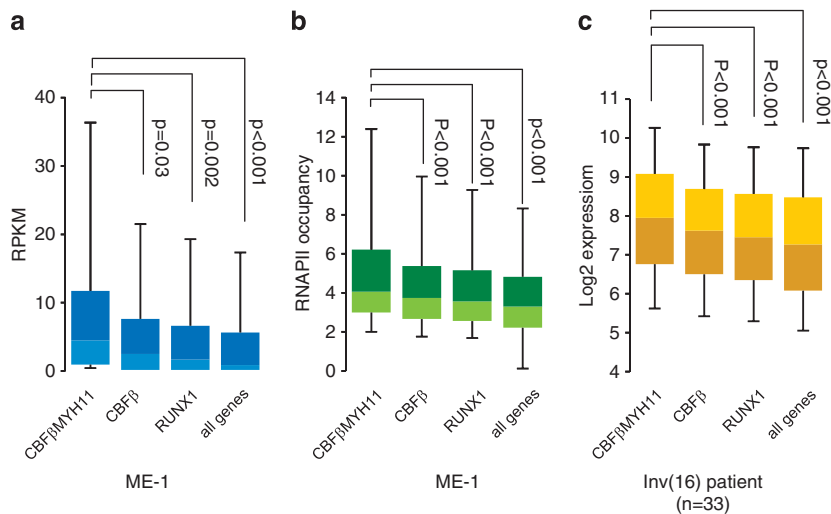 a
RPKM
40
30
20
10
0
p=0.03
p=0.002
p<0.001
CBFβMYH11
CBFβ
RUNX1
all genes
ME-1
b
RNAPII occupancy
14
12
10
8
6
4
2
0
P<0.001
P<0.001
p<0.001
CBFβMYH11
CBFβ
RUNX1
all genes
ME-1
c
Log2 expressiom
11
10
9
8
7
6
5
4
P<0.001
P<0.001
p<0.001
CBFβMYH11
CBFβ
RUNX1
all genes
Inv(16) patient
(n=33)